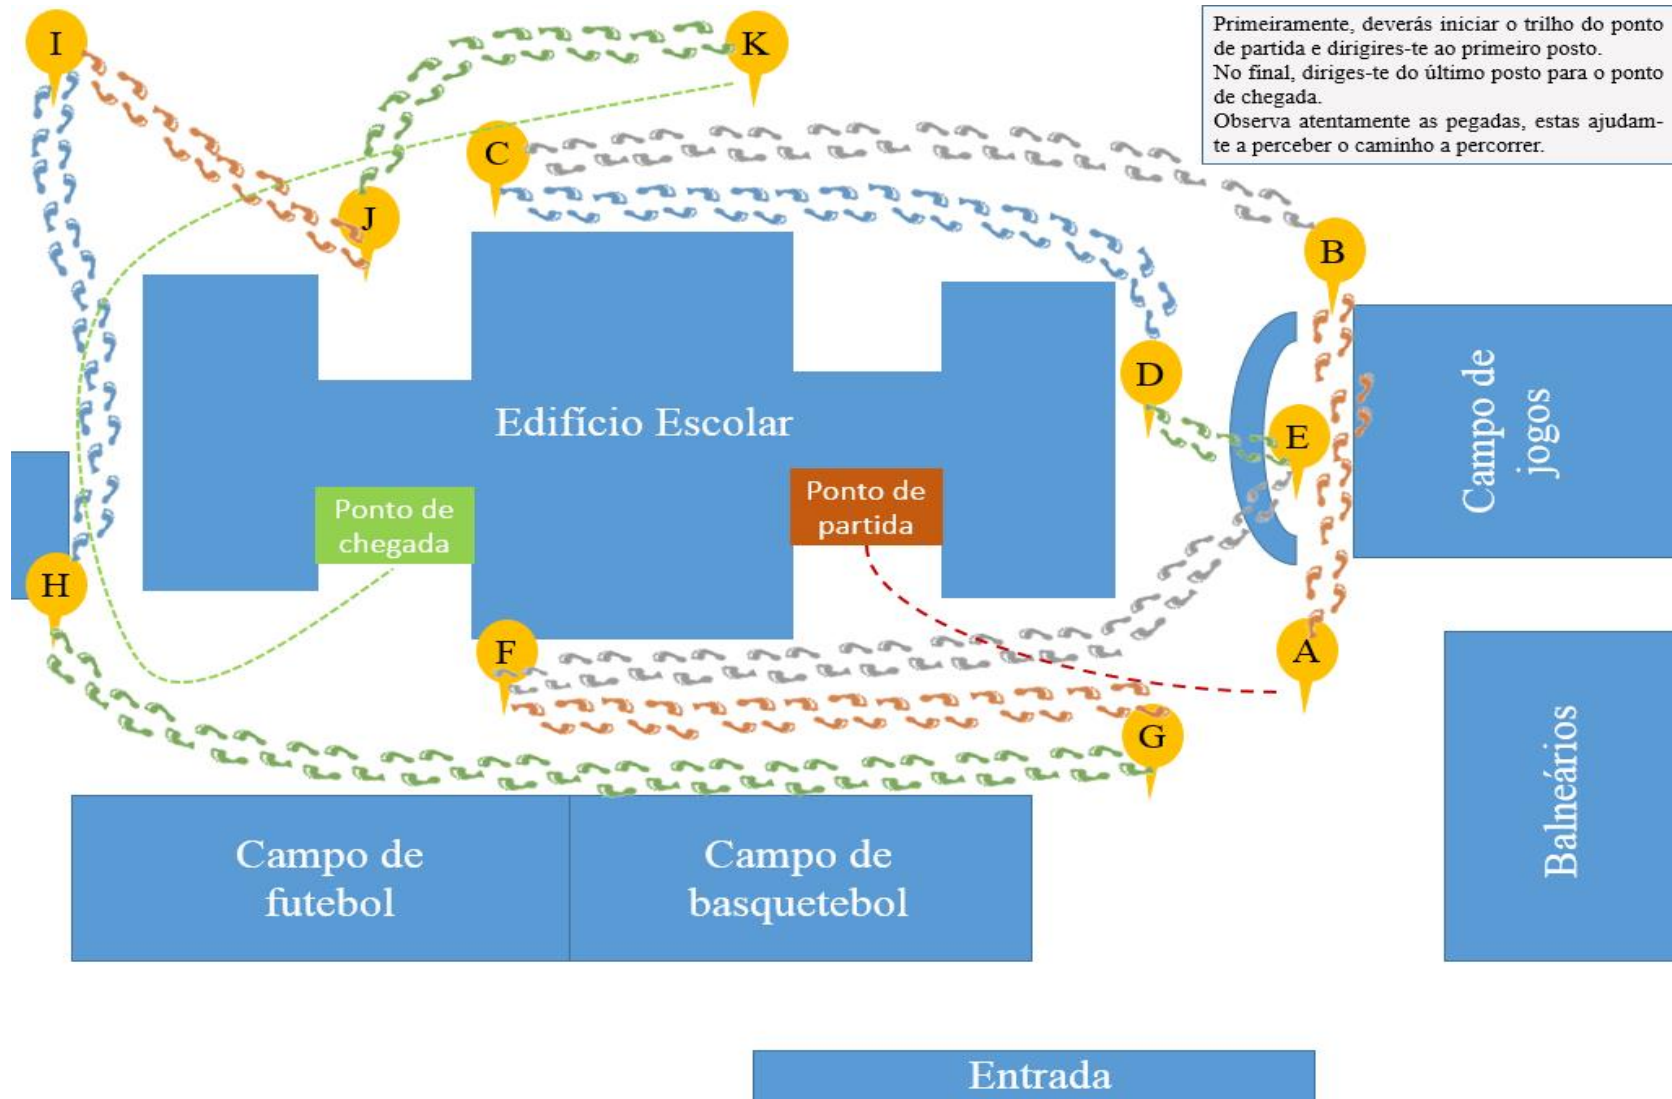 Primeiramente, deverás iniciar o trilho do ponto
de partida e dirigires-te ao primeiro posto.
No final, diriges-te do último posto para o ponto
de chegada.
Observa atentamente as pegadas, estas ajudam-
te a perceber o caminho a percorrer.
I
K
C
J
B
D
E
Edifício Escolar
Campo de
jogos
Ponto de
partida
Ponto de
chegada
H
F
A
G
Balneários
Campo de
futebol
Campo de
basquetebol
Entrada